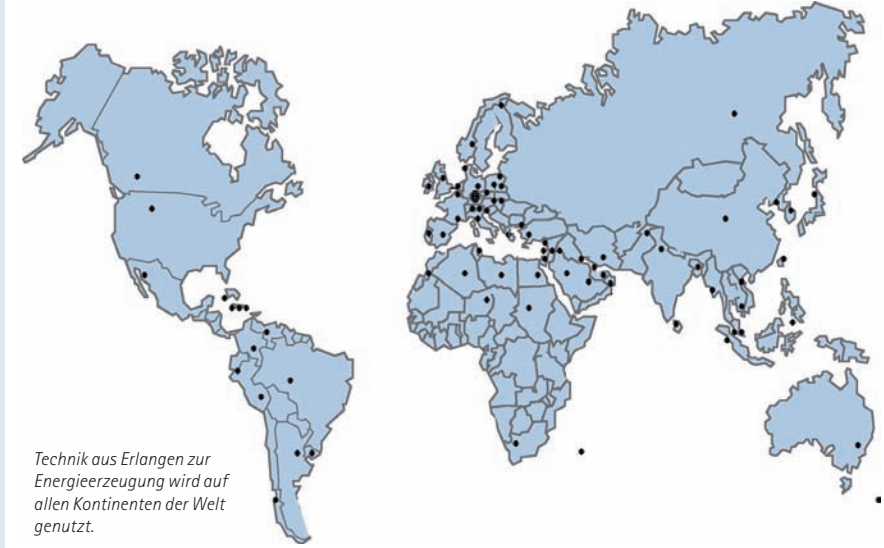 Technik aus Erlangen zur
Energieerzeugung wird auf
allen Kontinenten der Welt
genutzt.